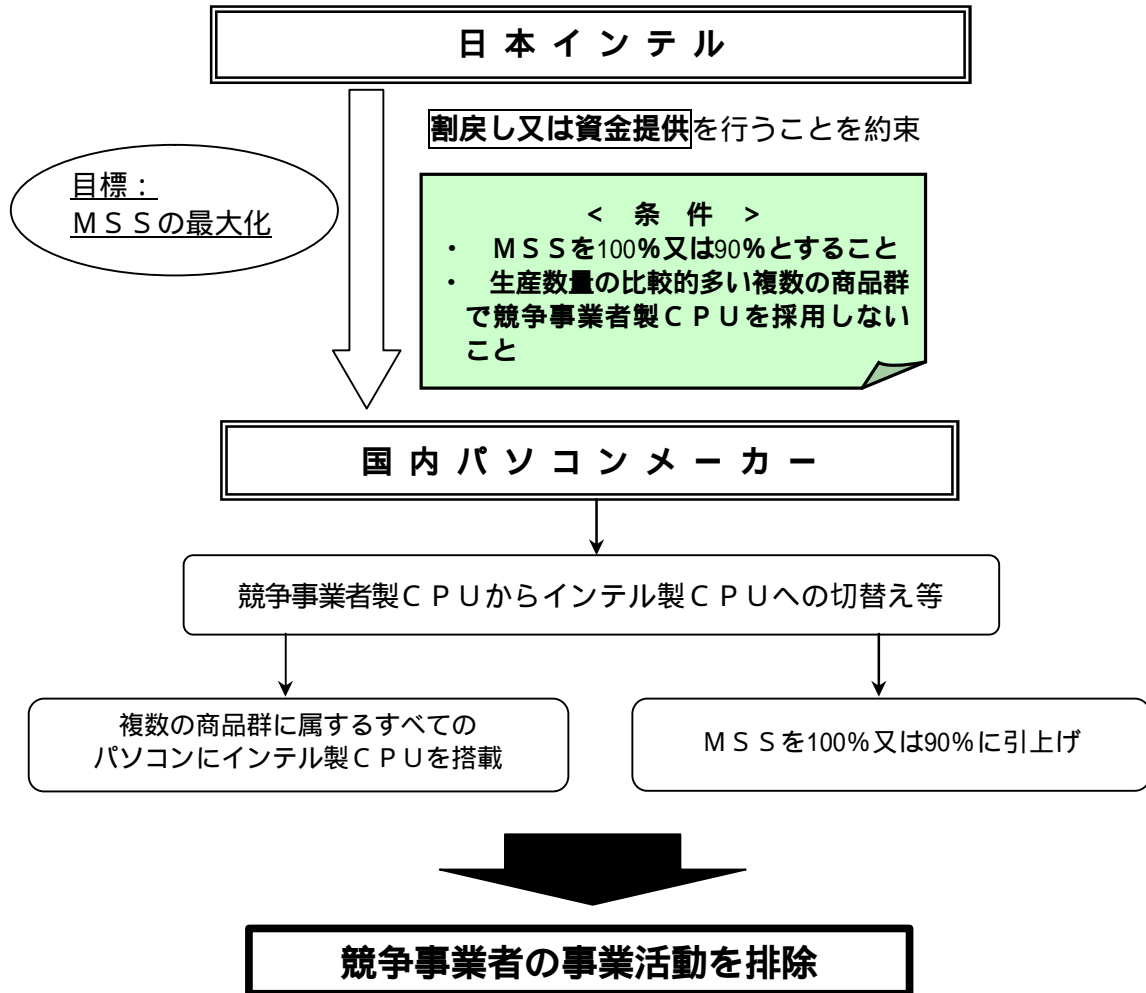 日 本 イ ン テ ル
割戻し又は資金提供を行うことを約束
目標：
ＭＳＳの最大化
＜ 条 件 ＞
・ ＭＳＳを100％又は90％とすること
・ 生産数量の比較的多い複数の商品群
で競争事業者製ＣＰＵを採用しない
こと
国 内 パ ソ コ ン メ ー カ ー
競争事業者製ＣＰＵからインテル製ＣＰＵへの切替え等
複数の商品群に属するすべての
パソコンにインテル製ＣＰＵを搭載
ＭＳＳを100％又は90％に引上げ
競争事業者の事業活動を排除